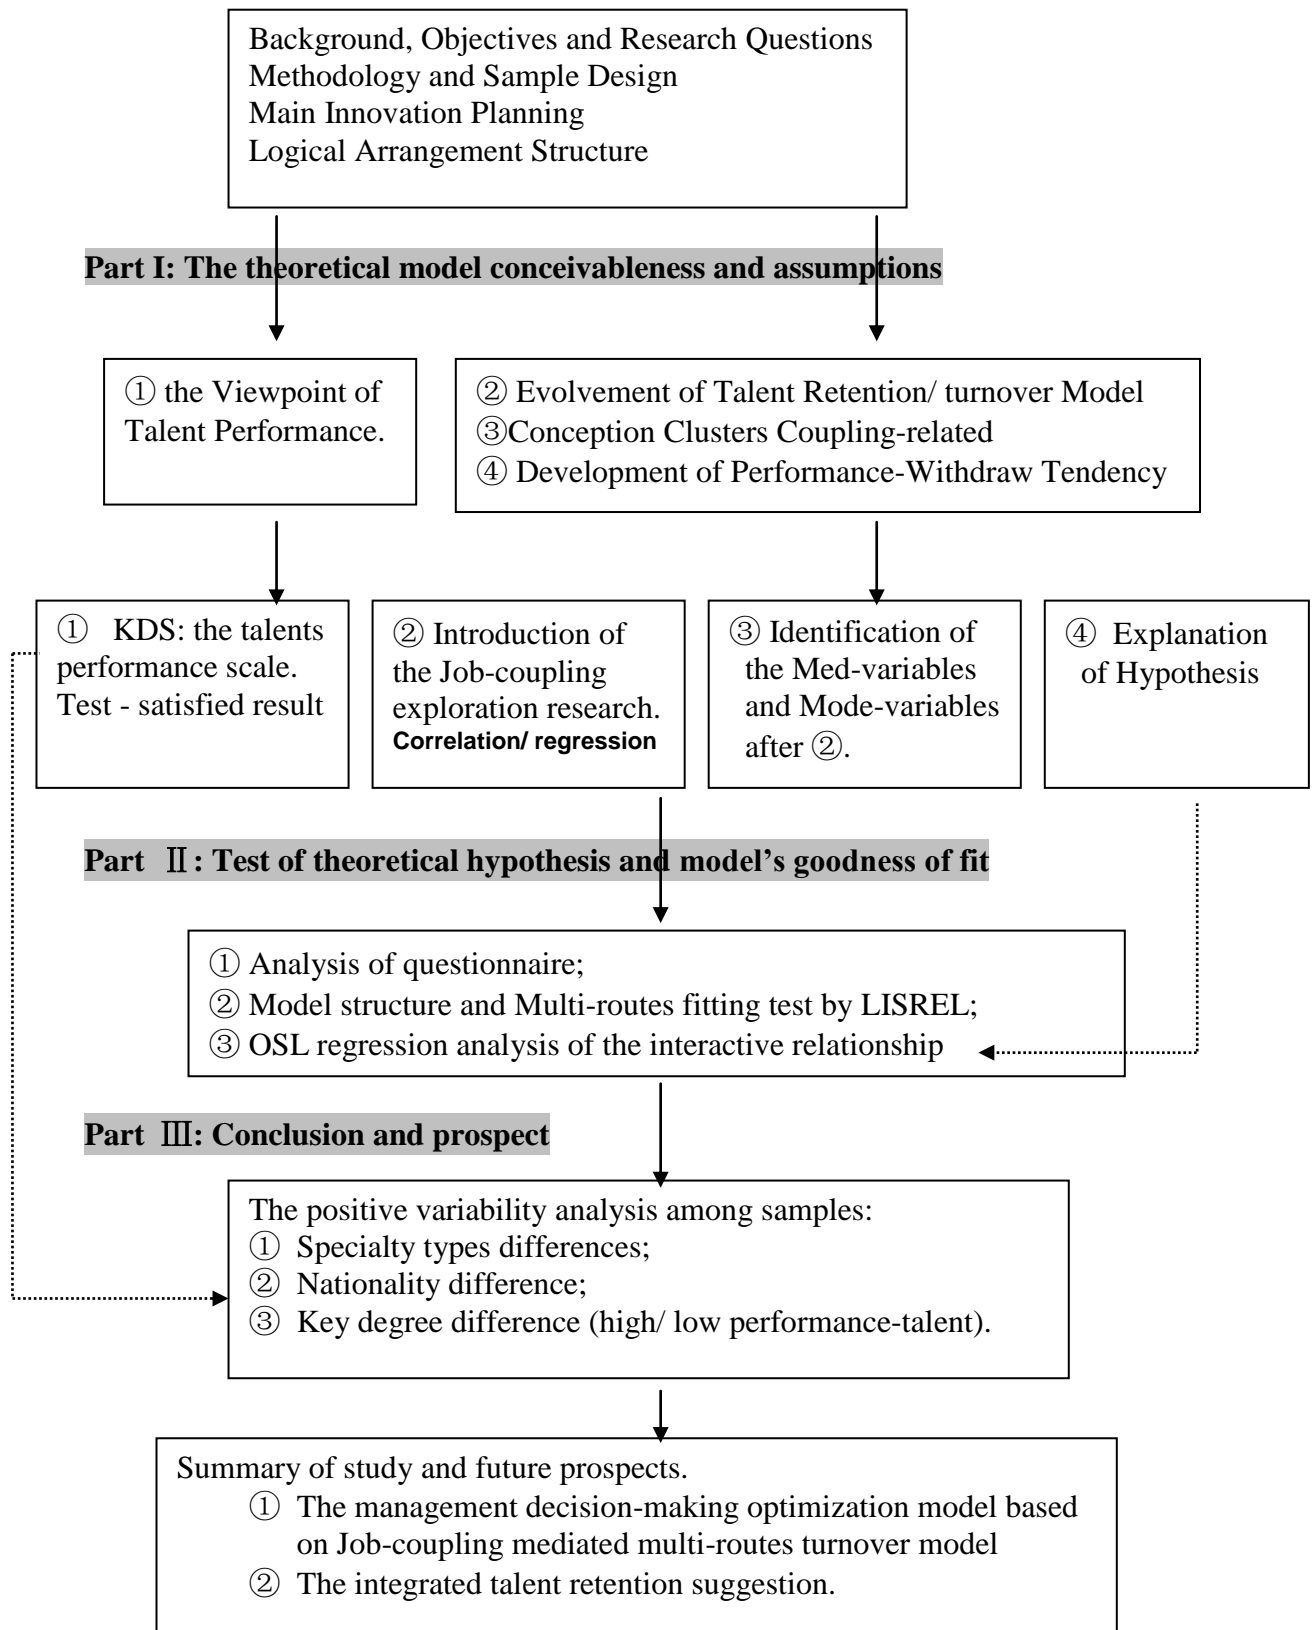 Background, Objectives and Research Questions
Methodology and Sample Design
Main Innovation Planning
Logical Arrangement Structure
Part I: The theoretical model conceivableness and assumptions
① the Viewpoint of
Talent Performance.
② Evolvement of Talent Retention/ turnover Model
③Conception Clusters Coupling-related
④ Development of Performance-Withdraw Tendency
① KDS: the talents
performance scale.
Test - satisfied result
② Introduction of
the Job-coupling
exploration research.
Correlation/ regression
③ Identification of
the Med-variables
and Mode-variables
after ②.
④ Explanation
of Hypothesis
Part Ⅱ: Test of theoretical hypothesis and model’s goodness of fit
① Analysis of questionnaire;
② Model structure and Multi-routes fitting test by LISREL;
③ OSL regression analysis of the interactive relationship
Part Ⅲ: Conclusion and prospect
The positive variability analysis among samples:
① Specialty types differences;
② Nationality difference;
③ Key degree difference (high/ low performance-talent).
Summary of study and future prospects.
① The management decision-making optimization model based
on Job-coupling mediated multi-routes turnover model
② The integrated talent retention suggestion.